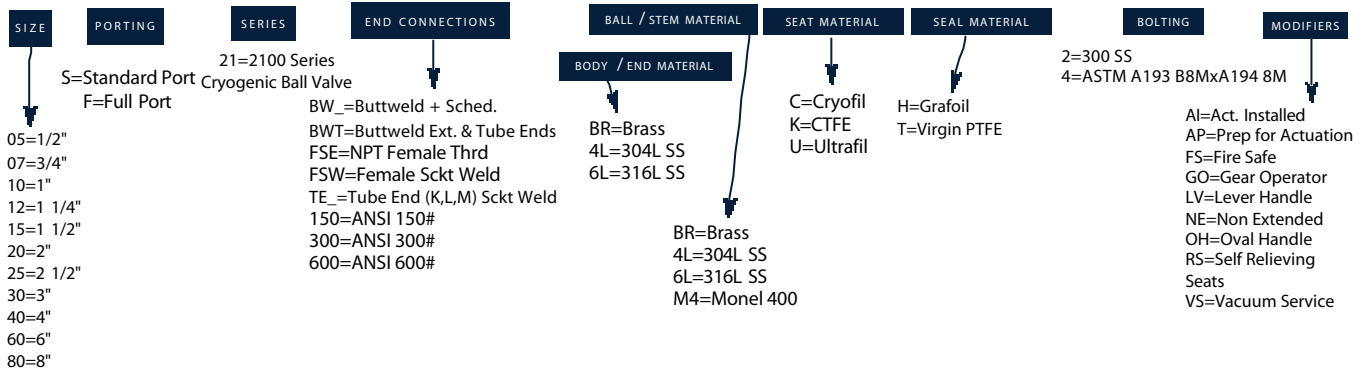 SIZE
05=1/2"
07=3/4"
10=1"
12=1 1/4"
15=1 1/2"
20=2"
25=2 1/2"
30=3"
40=4"
60=6"
80=8"
PORTING
S=Standard Port
F=Full Port
SERIES
21=2100 Series
Cryogenic Ball Valve
END CONNECTIONS
BW_=Buttweld + Sched.
BWT=Buttweld Ext. & Tube Ends
FSE=NPT Female Thrd
FSW=Female Sckt Weld
TE_=Tube End (K,L,M) Sckt Weld
150=ANSI 150#
300=ANSI 300#
600=ANSI 600#
BODY / END MATERIAL
BR=Brass
4L=304L SS
6L=316L SS
BALL / STEM MATERIAL
BR=Brass
4L=304L SS
6L=316L SS
M4=Monel 400
SEAT MATERIAL
C=Cryofil
K=CTFE
U=Ultrafil
SEAL MATERIAL
H=Grafoil
T=Virgin PTFE
BOLTING
2=300 SS
4=ASTM A193 B8MxA194 8M
MODIFIERS
AI=Act. Installed
AP=Prep for Actuation
FS=Fire Safe
GO=Gear Operator
LV=Lever Handle
NE=Non Extended
OH=Oval Handle
RS=Self Relieving
Seats
VS=Vacuum Service